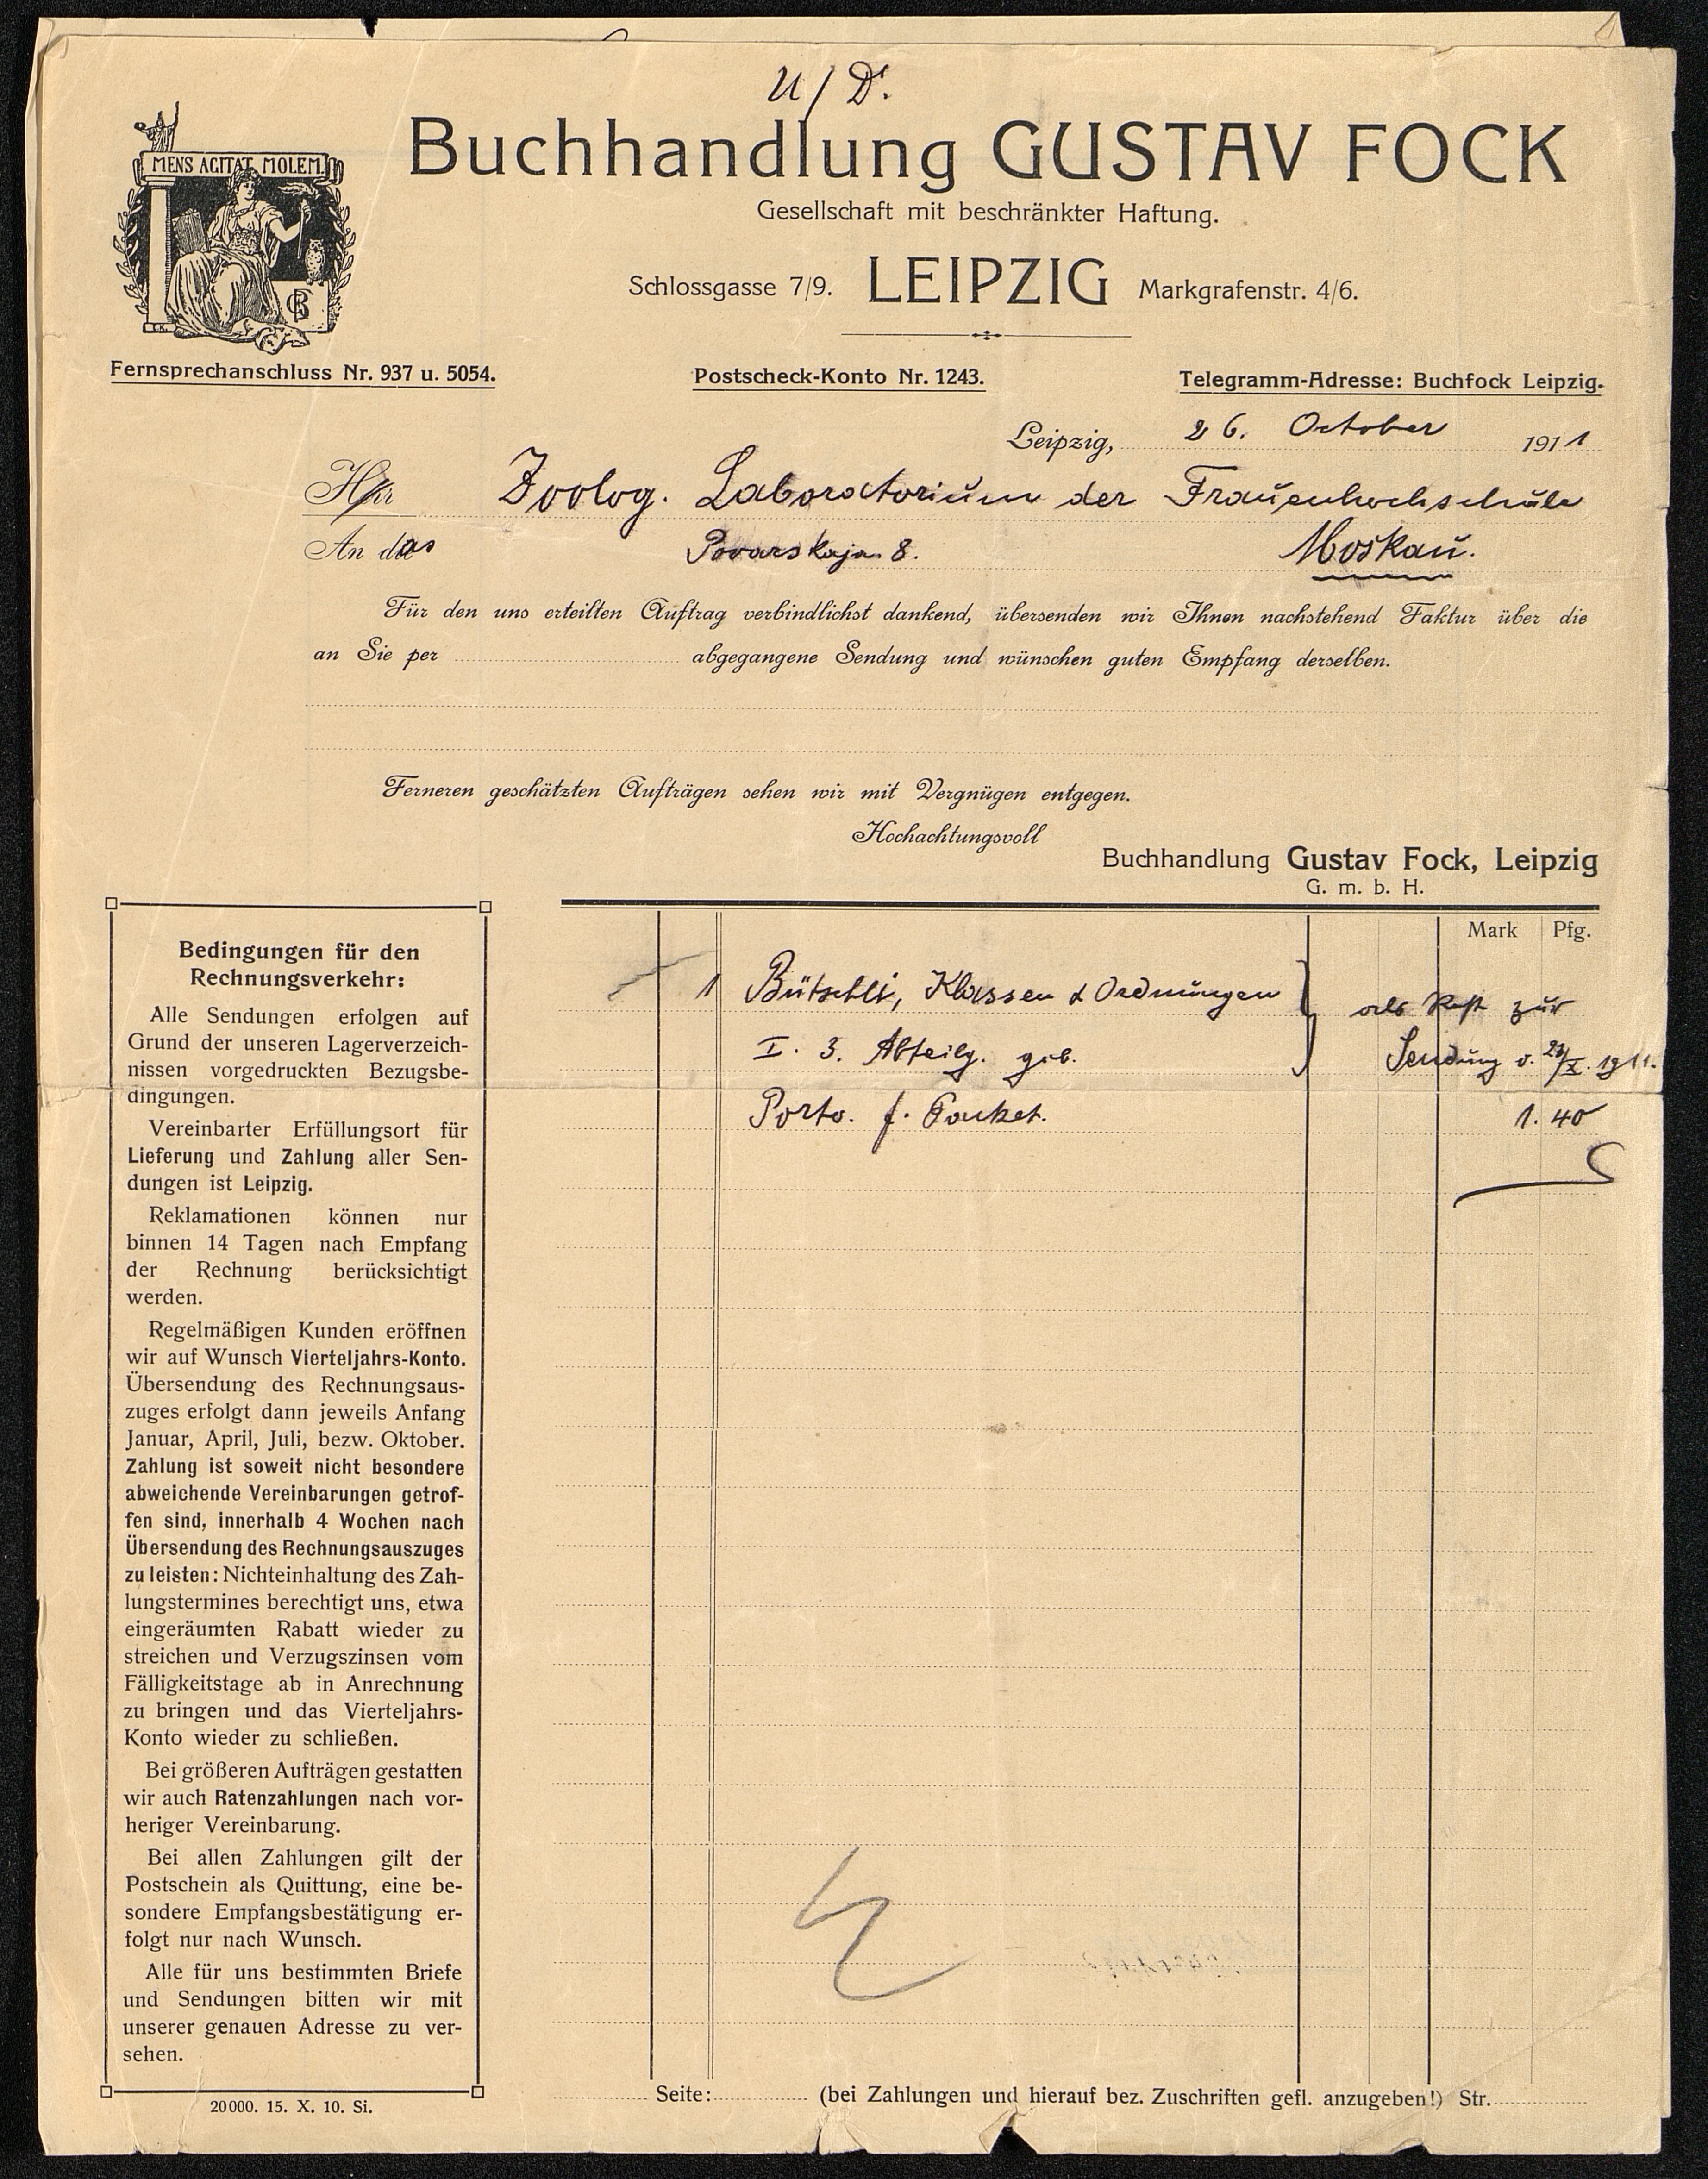 U/D.
MENS AGITAT MOLEM
Buchhandlung GUSTAV FOCK
Gesellschaft mit beschränkter Haftung.
Schlossgasse 7/9. LEIPZIG Markgrafenstr. 4/6.
Fernsprechanschluss Nr. 937 u. 5054.
Postscheck-Konto Nr. 1243.
Telegramm-Adresse: Buchfock Leipzig.
Leipzig, 26. October 1911
Zoolog. Laboratorium der Frauenhochschule
An das Povarskaja 8. Moskau.
Für den uns erteilten Auftrag verbindlichst dankend, übersenden wir Ihnen nachstehend Faktur über die
an Sie per abgegangene Sendung und wünschen guten Empfang derselben.
Ferneren geschätzten Aufträgen sehen wir mit Vergnügen entgegen.
Hochachtungsvoll
Buchhandlung Gustav Fock, Leipzig
G. m. b. H.
Bedingungen für den
Rechnungsverkehr:
Alle Sendungen erfolgen auf
Grund der unseren Lagerverzeich-
nissen vorgedruckten Bezugsbe-
dingungen.
Vereinbarter Erfüllungsort für
Lieferung und Zahlung aller Sen-
dungen ist Leipzig.
Reklamationen können nur
binnen 14 Tagen nach Empfang
der Rechnung berücksichtigt
werden.
Regelmäßigen Kunden eröffnen
wir auf Wunsch Vierteljahrs-Konto.
Übersendung des Rechnungsaus-
zuges erfolgt dann jeweils Anfang
Januar, April, Juli, bezw. Oktober.
Zahlung ist soweit nicht besondere
abweichende Vereinbarungen getrof-
fen sind, innerhalb 4 Wochen nach
Übersendung des Rechnungsauszuges
zu leisten: Nichteinhaltung des Zah-
lungstermines berechtigt uns, etwa
eingeräumten Rabatt wieder zu
streichen und Verzugszinsen vom
Fälligkeitstage ab in Anrechnung
zu bringen und das Vierteljahrs-
Konto wieder zu schließen.
Bei größeren Aufträgen gestatten
wir auch Ratenzahlungen nach vor-
heriger Vereinbarung.
Bei allen Zahlungen gilt der
Postschein als Quittung, eine be-
sondere Empfangsbestätigung er-
folgt nur nach Wunsch.
Alle für uns bestimmten Briefe
und Sendungen bitten wir mit
unserer genauen Adresse zu ver-
sehen.
20000. 15. X. 10. Si.
Mark Pfg.
1 Bütschli, Klassen & Ordnungen als Rest zur
I. 3. Abteilg. geb. Sendung v. 23/X. 1911.
Porto. f. Packet. 1.40
Seite: (bei Zahlungen und hierauf bez. Zuschriften gefl. anzugeben!) Str.